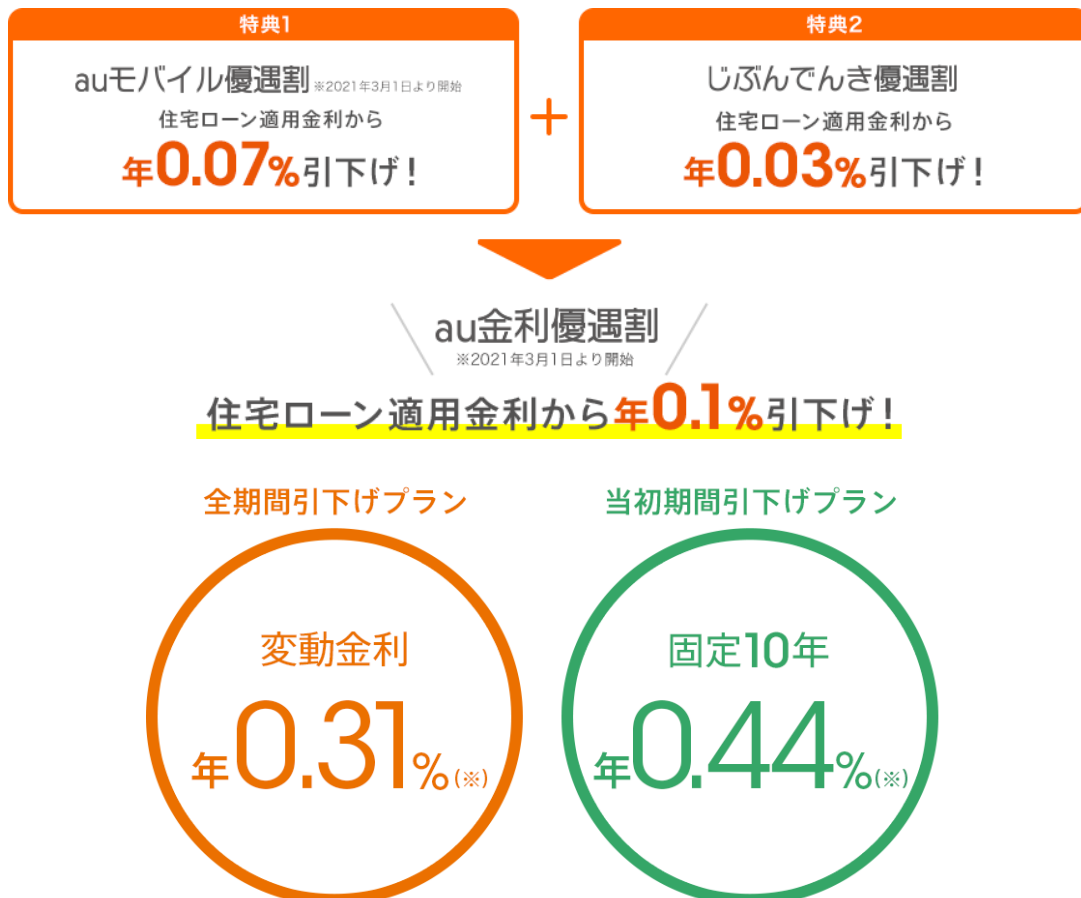 特典1
auモバイル優遇割 ※2021年3月1日より開始
住宅ローン適用金利から
年0.07%引下げ!
+
特典2
じぶんでんき優遇割
住宅ローン適用金利から
年0.03%引下げ!
au金利優遇割
※2021年3月1日より開始
住宅ローン適用金利から年0.1%引下げ!
全期間引下げプラン
変動金利
年0.31%(※)
当初期間引下げプラン
固定10年
年0.44%(※)